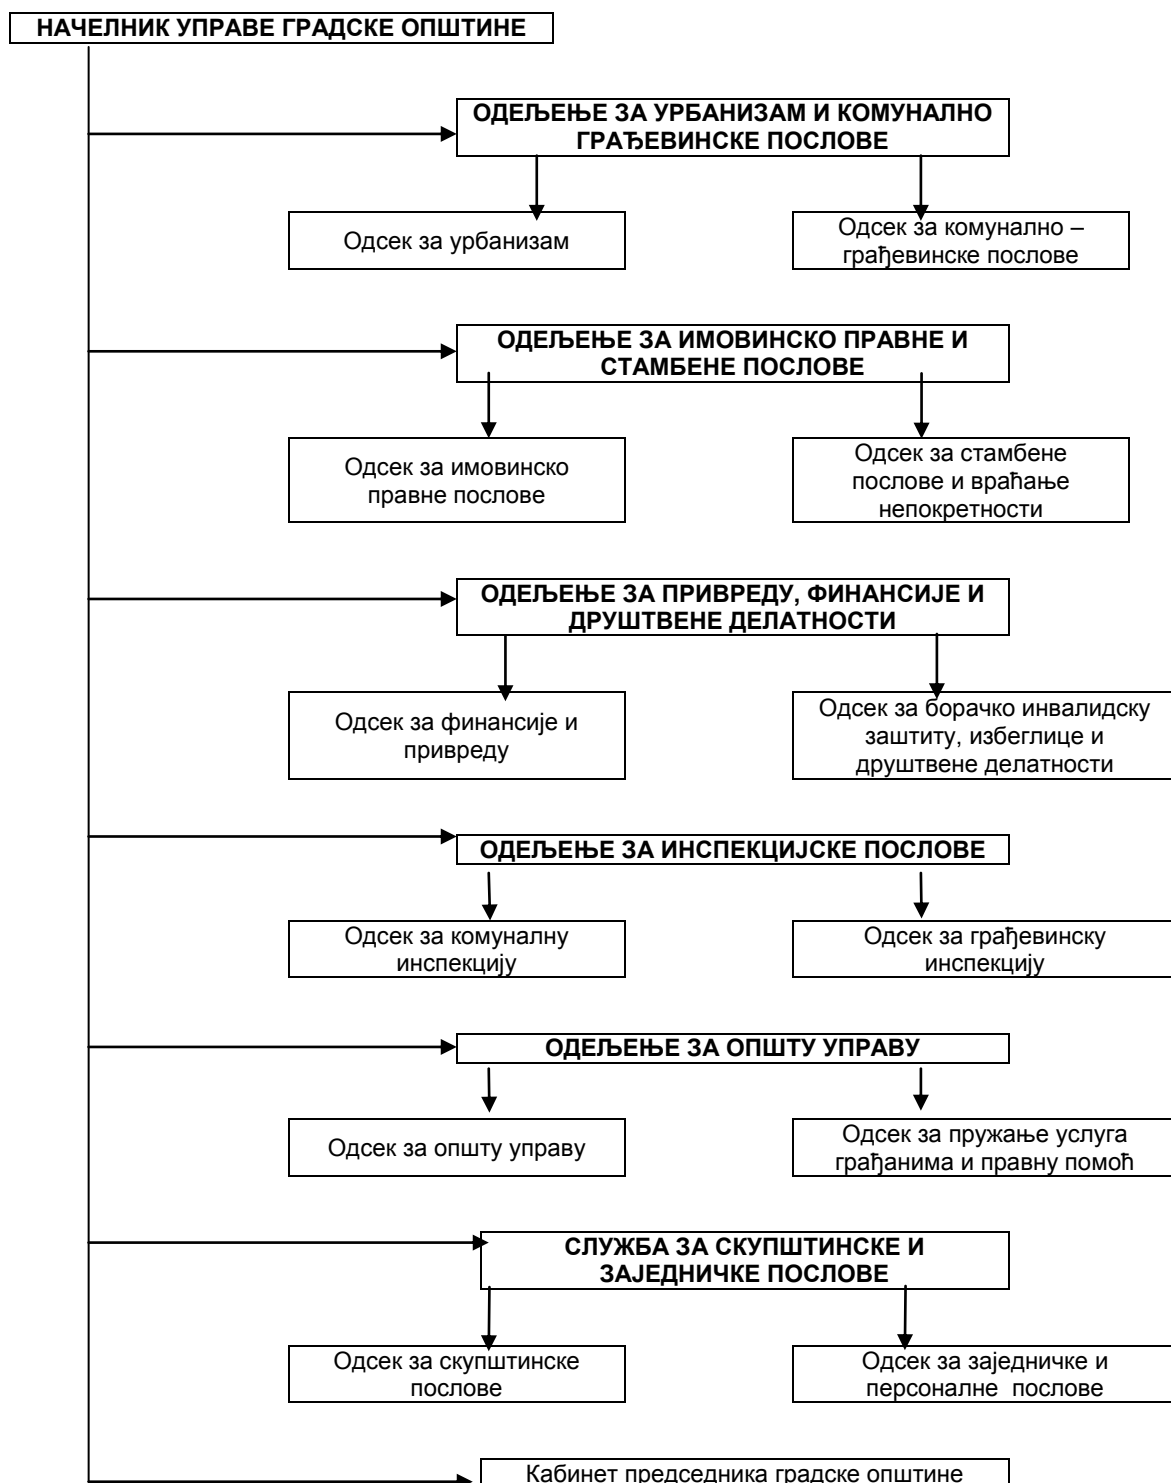 НАЧЕЛНИК УПРАВЕ ГРАДСКЕ ОПШТИНЕ
ОДЕЉЕЊЕ ЗА УРБАНИЗАМ И КОМУНАЛНО
ГРАЂЕВИНСКЕ ПОСЛОВЕ
Одсек за урбанизам
Одсек за комунално –
грађевинске послове
ОДЕЉЕЊЕ ЗА ИМОВИНСКО ПРАВНЕ И
СТАМБЕНЕ ПОСЛОВЕ
Одсек за имовинско
правне послове
Одсек за стамбене
послове и враћање
непокретности
ОДЕЉЕЊЕ ЗА ПРИВРЕДУ, ФИНАНСИЈЕ И
ДРУШТВЕНЕ ДЕЛАТНОСТИ
Одсек за финансије и
привреду
Одсек за борачко инвалидску
заштиту, избеглице и
друштвене делатности
ОДЕЉЕЊЕ ЗА ИНСПЕКЦИЈСКЕ ПОСЛОВЕ
Одсек за комуналну
инспекцију
Одсек за грађевинску
инспекцију
ОДЕЉЕЊЕ ЗА ОПШТУ УПРАВУ
Одсек за општу управу
Одсек за пружање услуга
грађанима и правну помоћ
СЛУЖБА ЗА СКУПШТИНСКЕ И
ЗАЈЕДНИЧКЕ ПОСЛОВЕ
Одсек за скупштинске
послове
Одсек за заједничке и
персоналне  послове
Кабинет председника градске општине